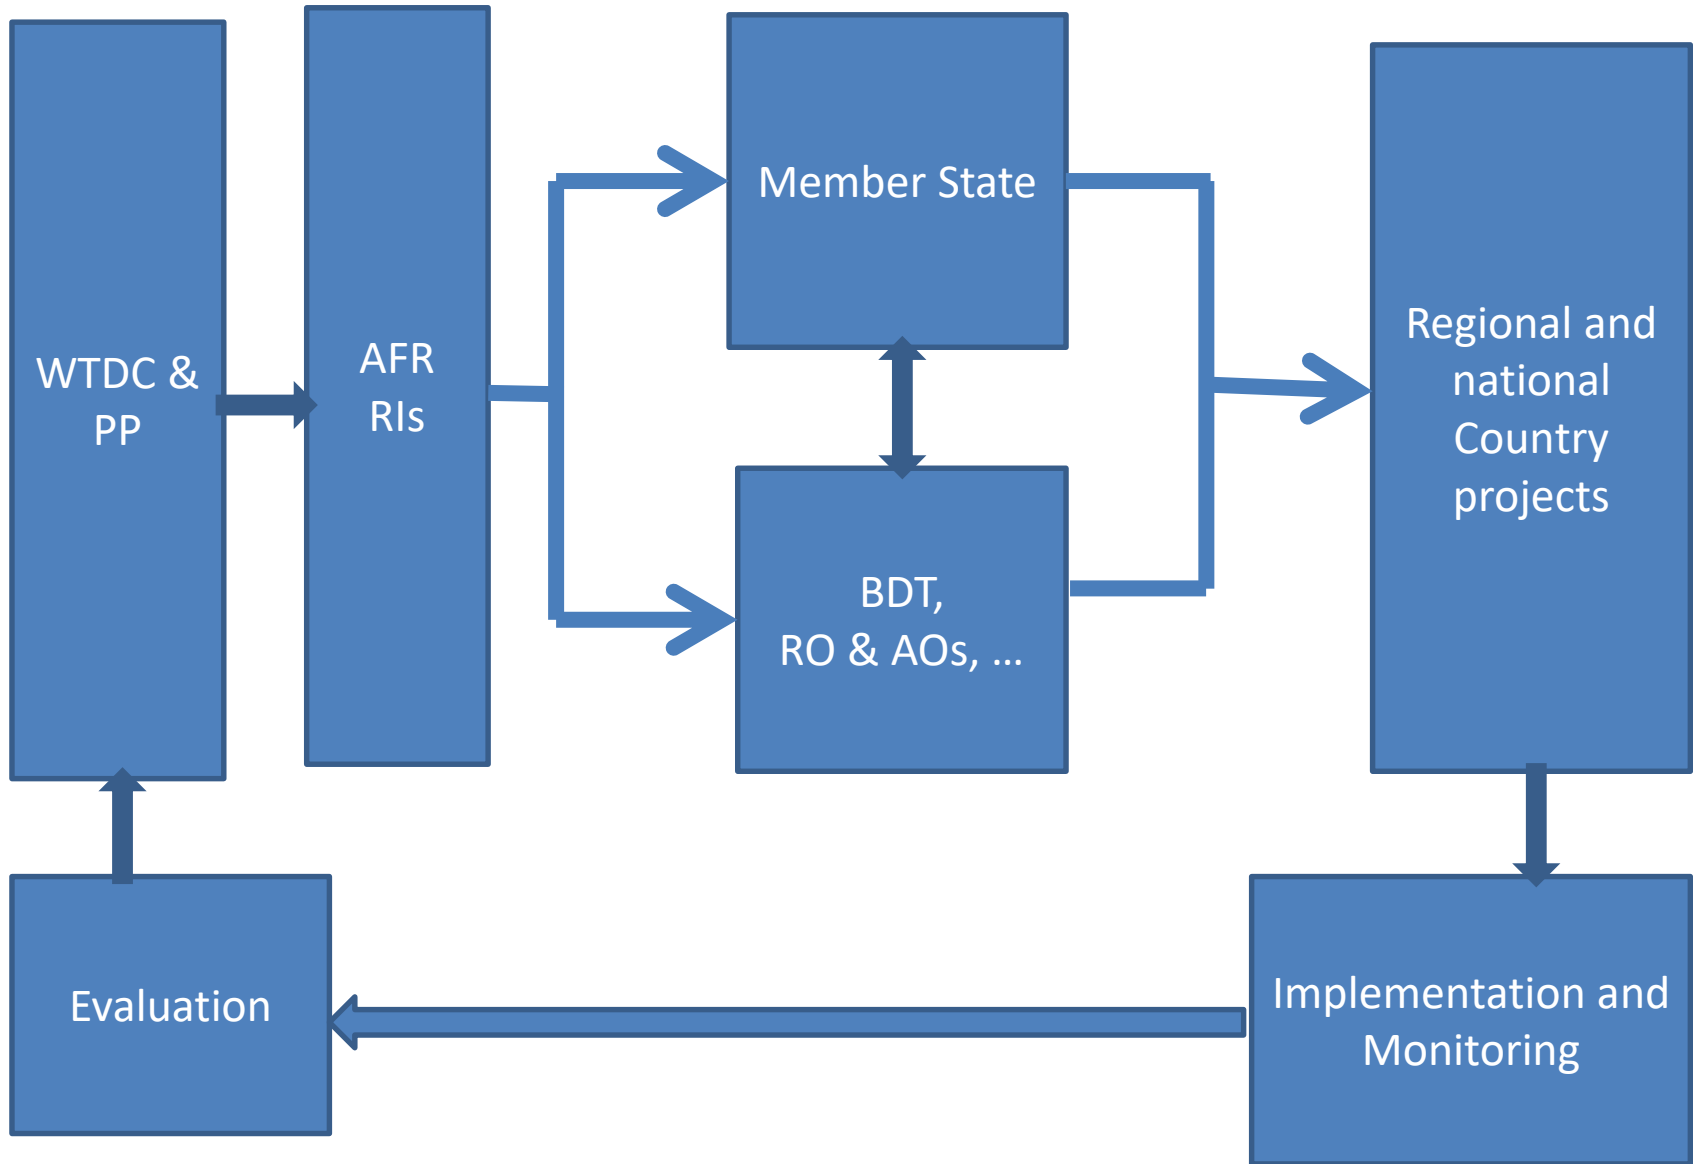 WTDC &
PP
AFR
RIs
Member State
BDT,
RO & AOs, …
Regional and
national
Country
projects
Implementation and
Monitoring
Evaluation